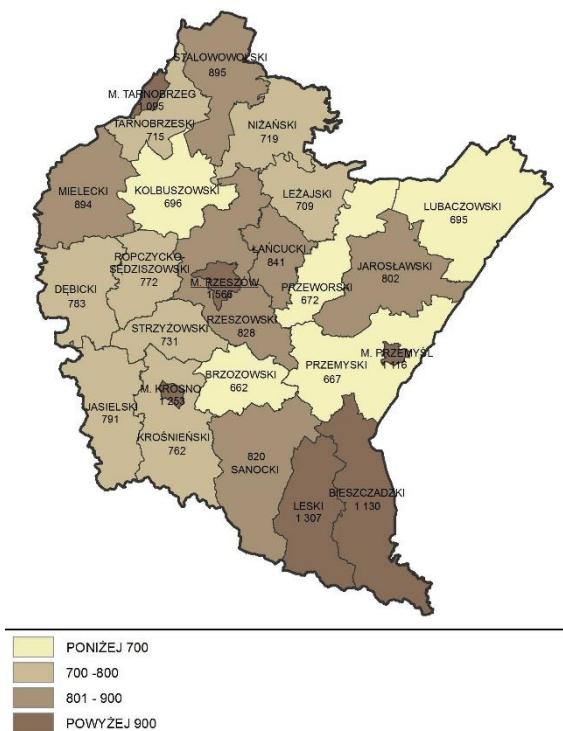 STALOWOWOLSKI
895
M. TARNOBRZEG
1 095
TARNOBRZESKI
715
NIŻAŃSKI
719
MIELECKI
894
KOLBUSZOWSKI
696
LEŻAJSKI
709
LUBACZOWSKI
695
ROPCZYCKO-
SĘDZISZOWSKI
772
ŁAŃCUCKI
841
M. RZESZÓW
1 566
JAROSŁAWSKI
802
DĘBICKI
783
PRZEWORSKI
672
RZESZOWSKI
828
STRZYŻOWSKI
731
M. PRZEMYŚL
1 116
PRZEMYSKI
667
BRZOZOWSKI
662
M. KROSNO
1 253
JASIELSKI
791
KROŚNIEŃSKI
762
820
SANOCKI
LESKI
1 307
BIESZCZADZKI
1 130
PONIŻEJ 700
700 -800
801 - 900
POWYŻEJ 900